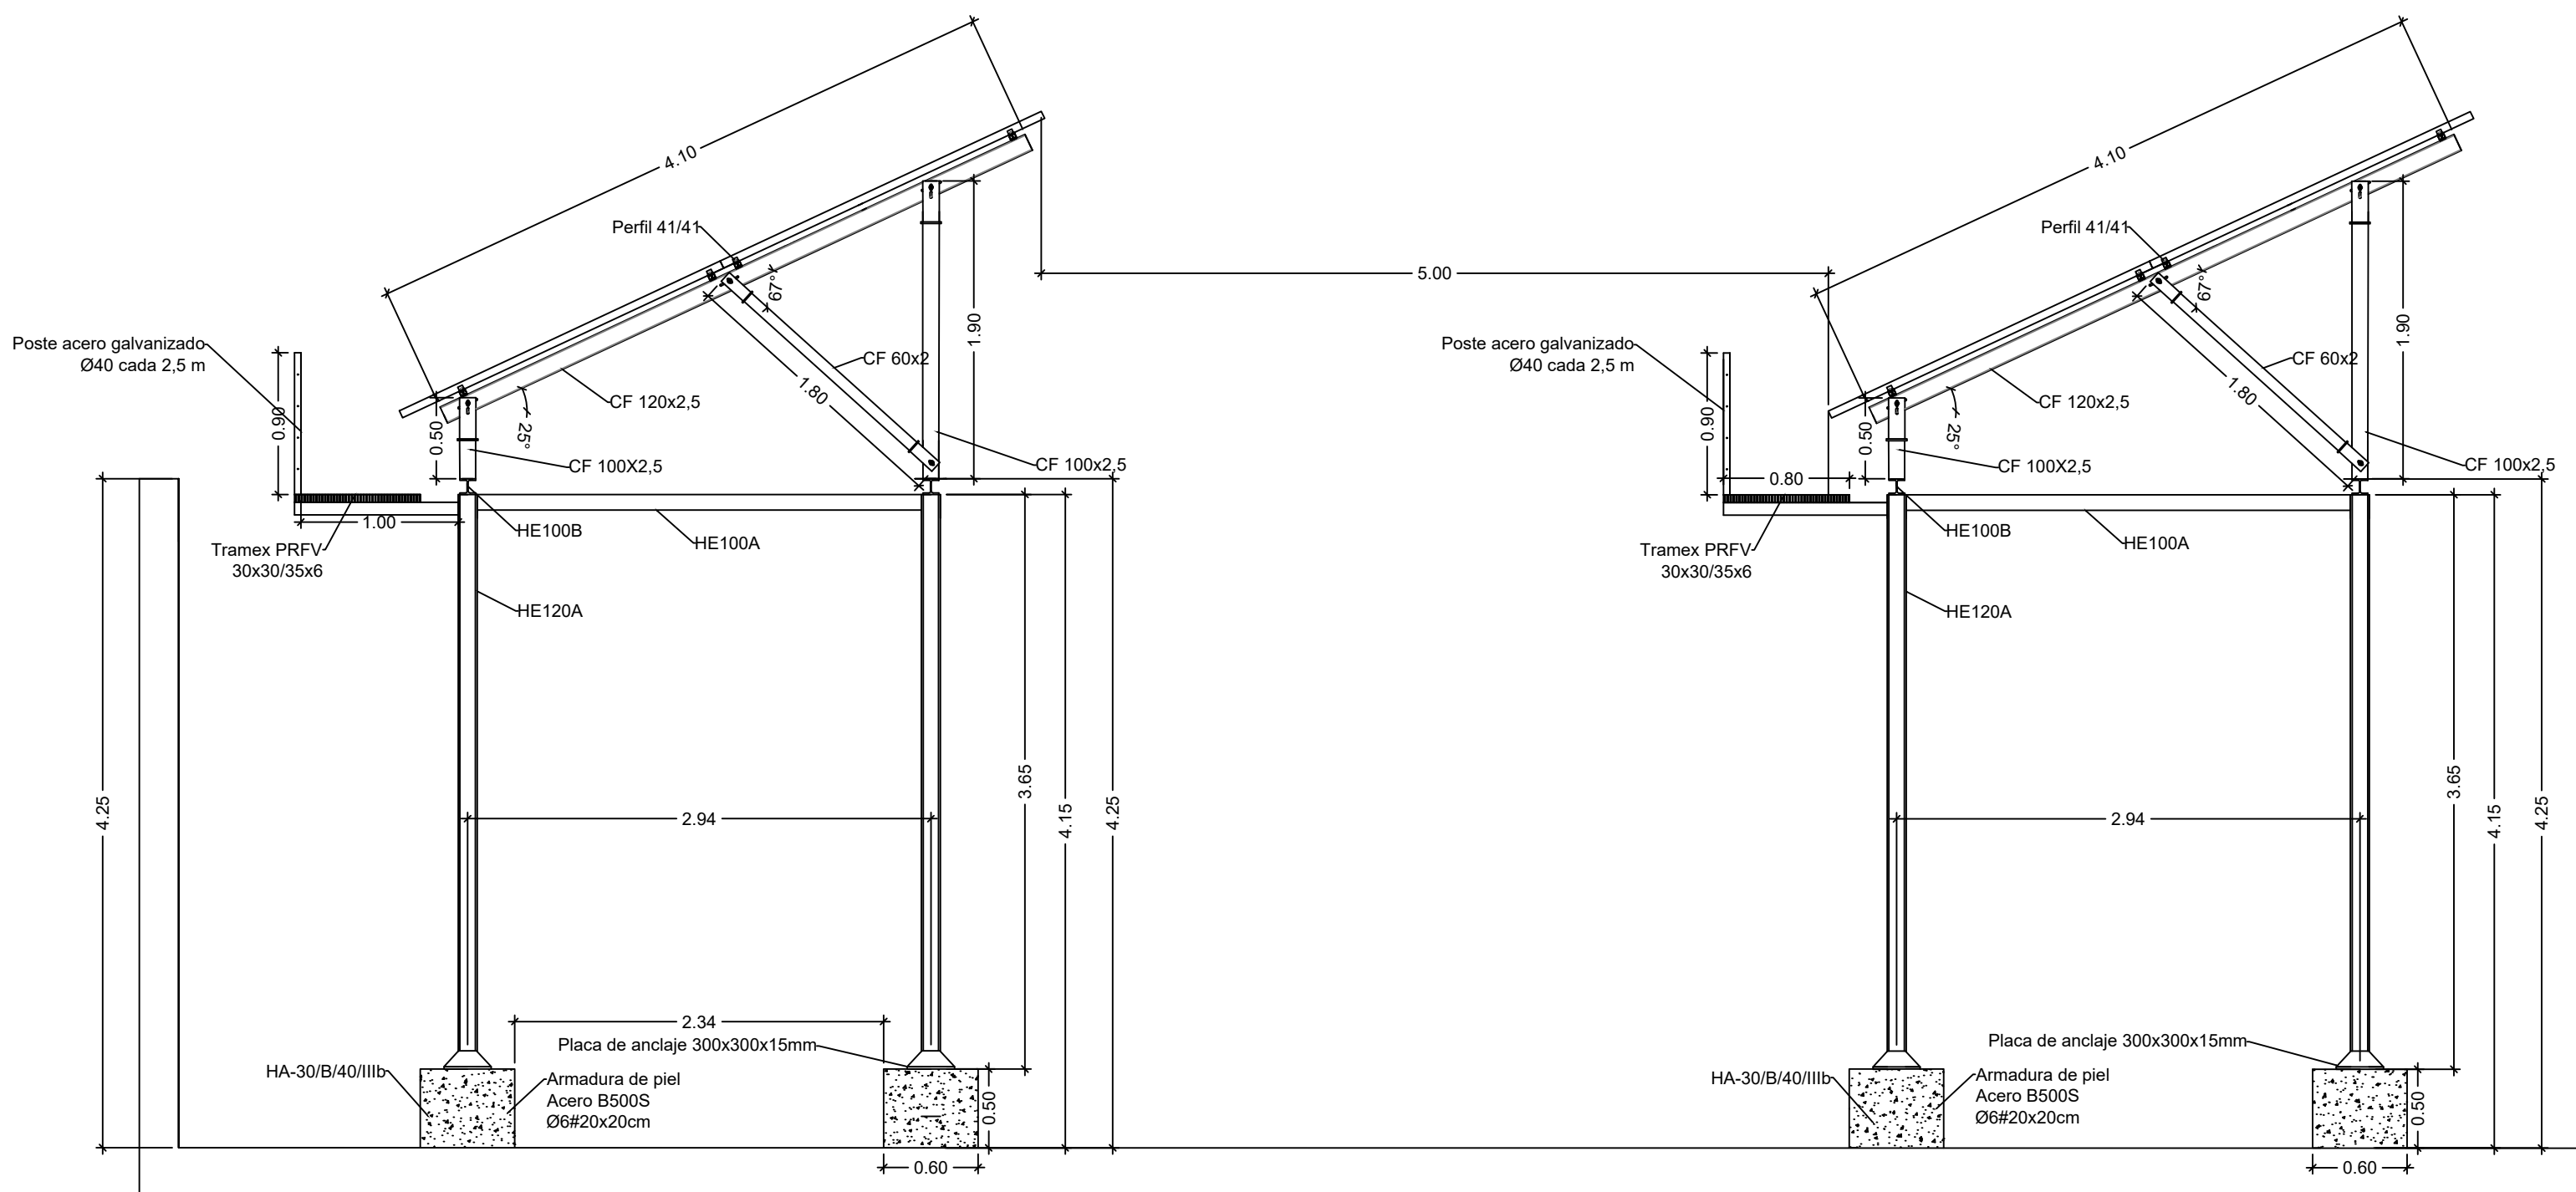 4.10
Perfil 41/41
67°
1.90
5.00
Poste acero galvanizado
Ø40 cada 2,5 m
0.90
CF 60x2
1.80
CF 120x2,5
25°
0.50
CF 100X2,5
CF 100x2,5
1.00
HE100B
HE100A
Tramex PRFV
30x30/35x6
HE120A
4.25
2.94
3.65
4.15
4.25
2.34
Placa de anclaje 300x300x15mm
HA-30/B/40/IIIb
Armadura de piel
Acero B500S
Ø6#20x20cm
0.50
0.60
4.10
Perfil 41/41
67°
1.90
Poste acero galvanizado
Ø40 cada 2,5 m
0.90
CF 60x2
1.80
CF 120x2,5
25°
0.50
CF 100X2,5
CF 100x2,5
0.80
HE100B
HE100A
Tramex PRFV
30x30/35x6
HE120A
2.94
3.65
4.15
4.25
Placa de anclaje 300x300x15mm
HA-30/B/40/IIIb
Armadura de piel
Acero B500S
Ø6#20x20cm
0.50
0.60